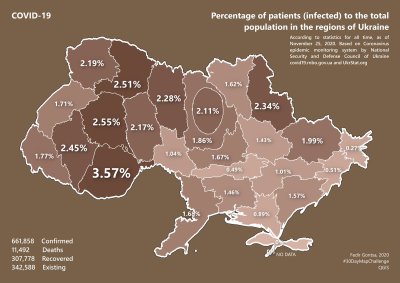 COVID-19
Percentage of patients (infected) to the total
population in the regions of Ukraine
According to statistics for all time, as of
November 25, 2020. Based on Coronavirus
epidemic monitoring system by National
Security and Defense Council of Ukraine
covid19.rnbo.gov.ua and UkrStat.org
2.19%
2.51%
1.62%
2.34%
2.28%
2.11%
1.71%
2.55%
2.17%
1.86%
1.43%
1.99%
0.27%
2.45%
1.77%
1.04%
1.67%
0.49%
1.01%
0.51%
3.57%
1.46%
1.57%
0.89%
NO DATA
661,858 Confirmed
11,492 Deaths
307,778 Recovered
342,588 Existing
Fedir Gontsa, 2020
#30DayMapChallenge
QGIS